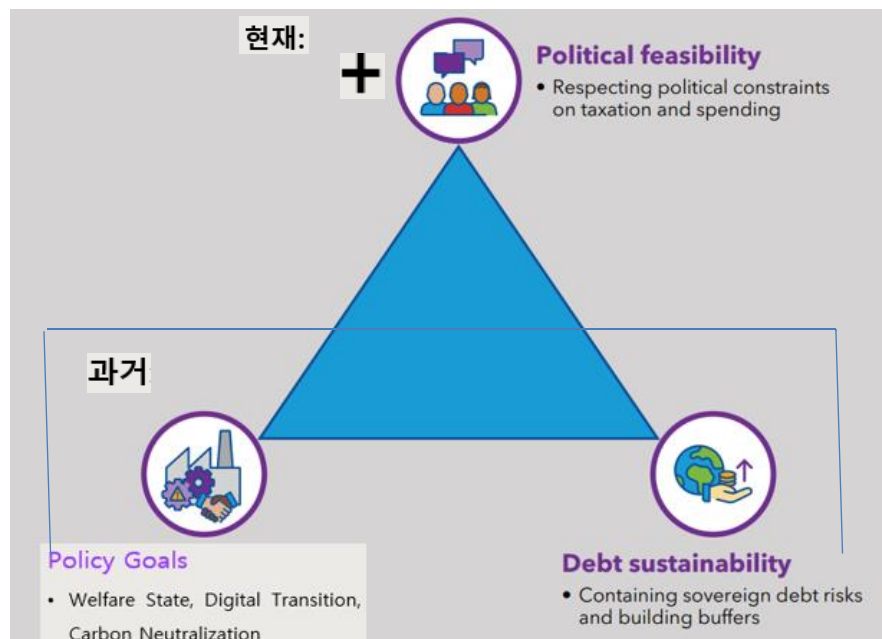 현재:
+
Political feasibility
• Respecting political constraints
on taxation and spending
과거:
Policy Goals
• Welfare State, Digital Transition,
Carbon Neutralization
Debt sustainability
• Containing sovereign debt risks
and building buffers